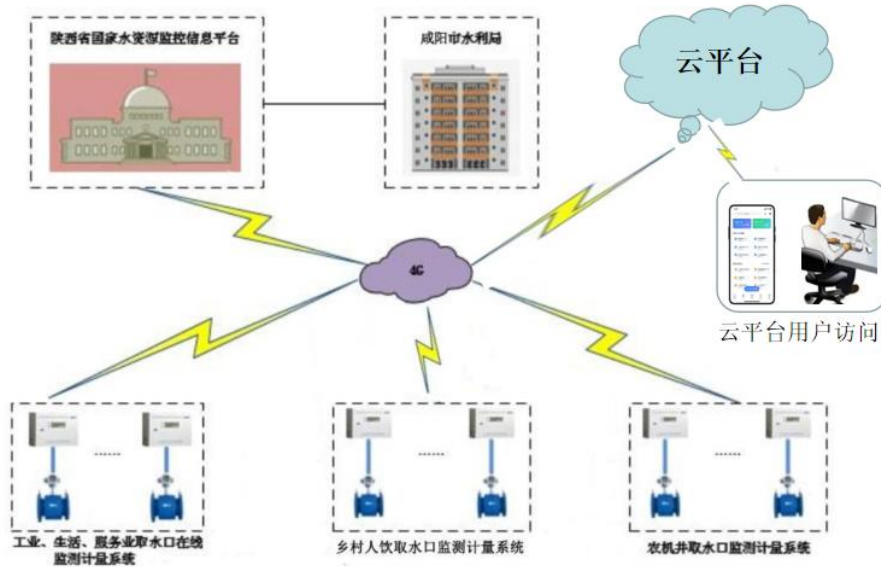 陕西省国家水资源监控信息平台
咸阳市水利局
云平台
4G
云平台用户访问
......
......
......
工业、生活、服务业取水口在线
监测计量系统
乡村人饮取水口监测计量系统
农机井取水口监测计量系统